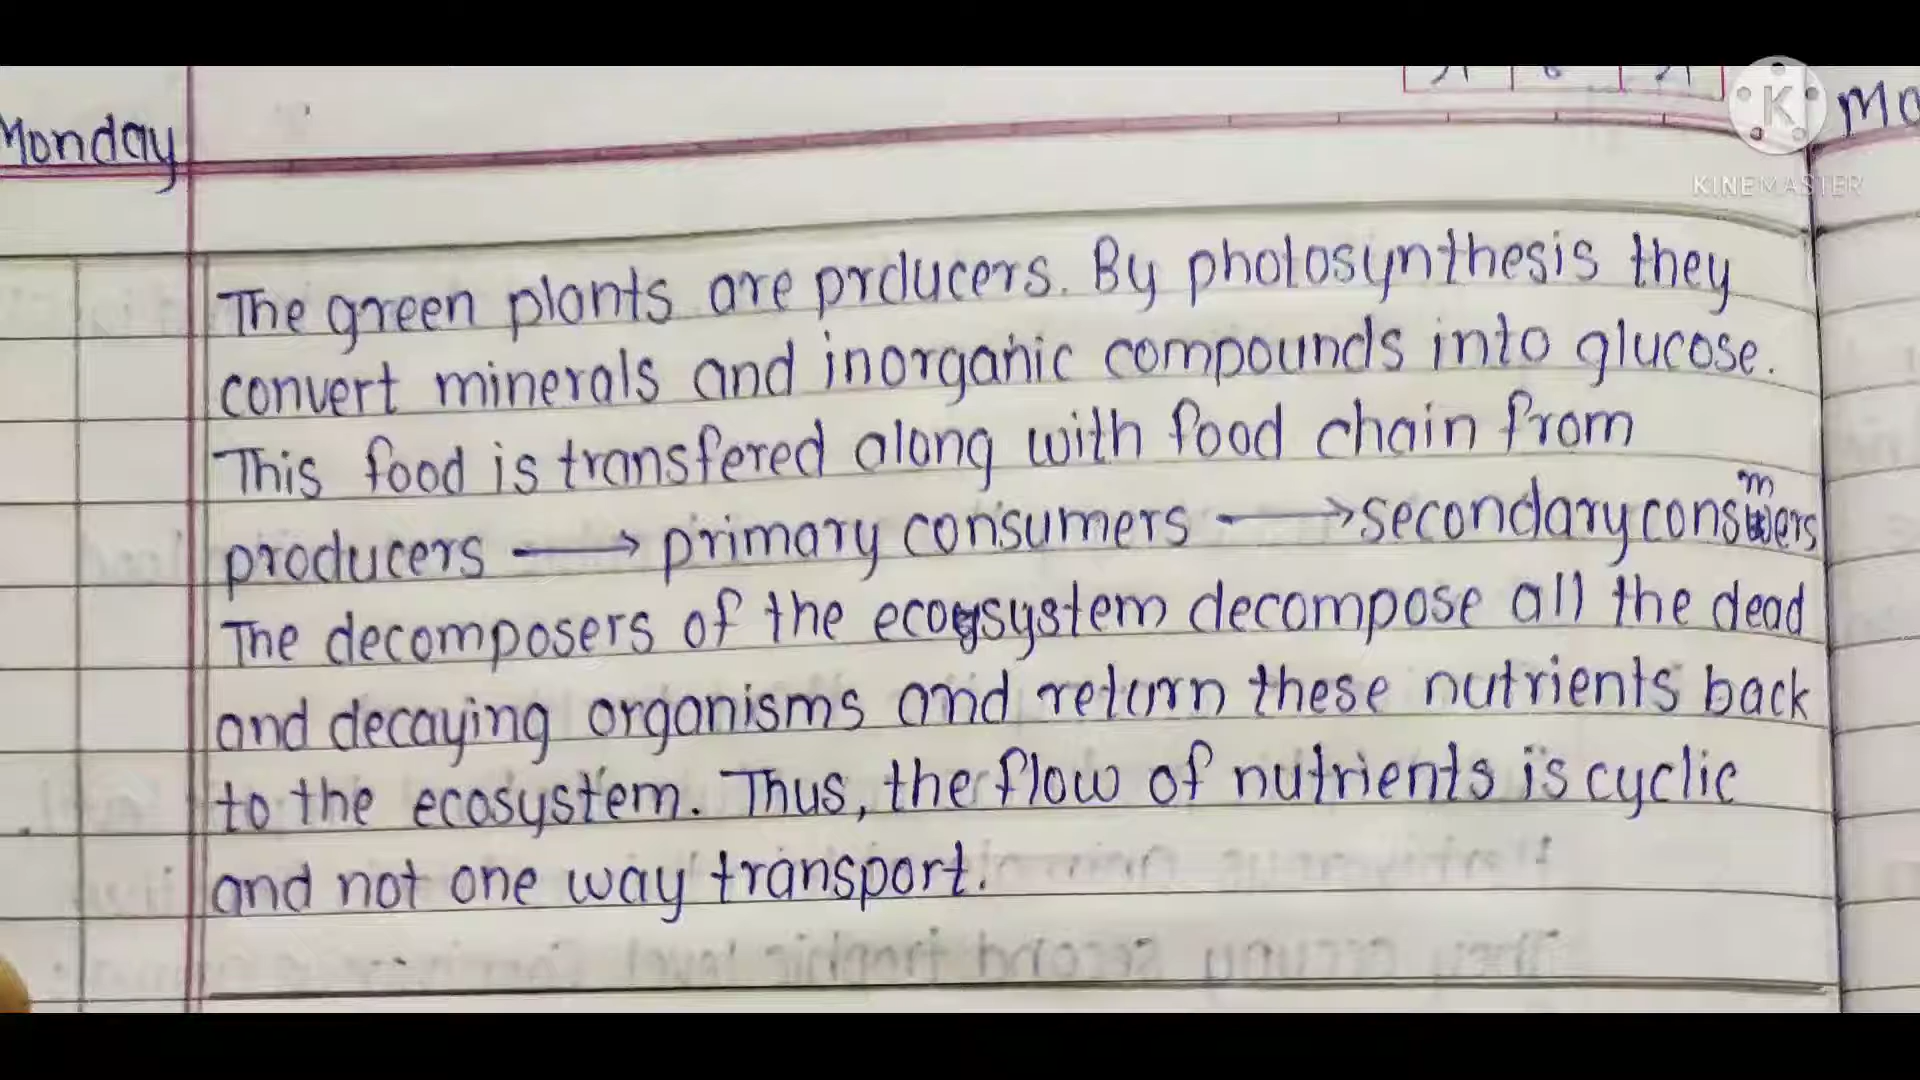 Monday
Mo
KINEMASTER
The green plants are prducers. By photosynthesis they
convert minerals and inorganic compounds into glucose.
This food is transfered along with food chain from
producers → primary consumers → secondary consumers
The decomposers of the ecosystem decompose all the dead
and decaying organisms and return these nutrients back
to the ecosystem. Thus, the flow of nutrients is cyclic
and not one way transport.